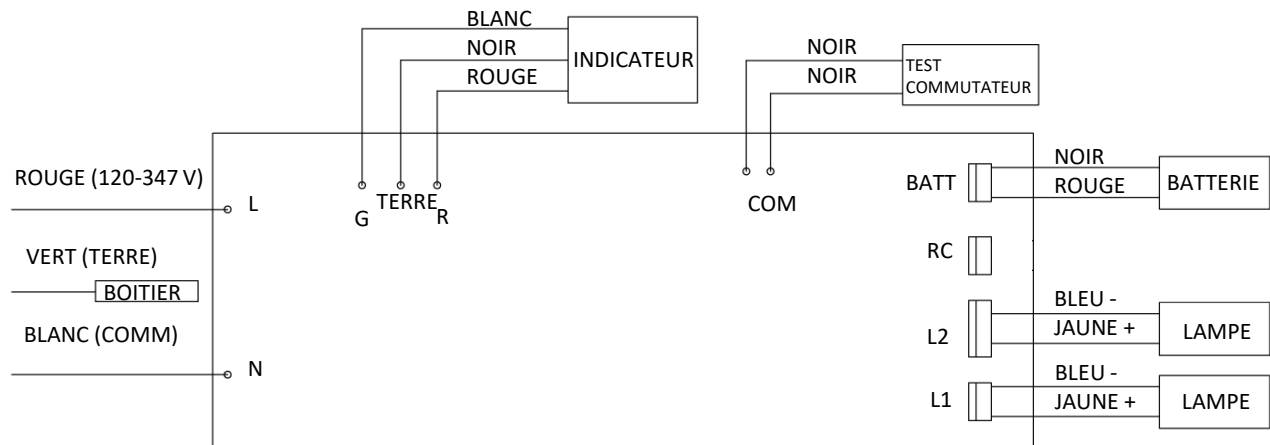 BLANC
NOIR
ROUGE
INDICATEUR
NOIR
NOIR
TEST
COMMUTATEUR
ROUGE (120-347 V)
L
G
TERRE
R
COM
BATT
NOIR
ROUGE
BATTERIE
VERT (TERRE)
BOITIER
RC
BLANC (COMM)
N
L2
BLEU -
JAUNE +
LAMPE
L1
BLEU -
JAUNE +
LAMPE